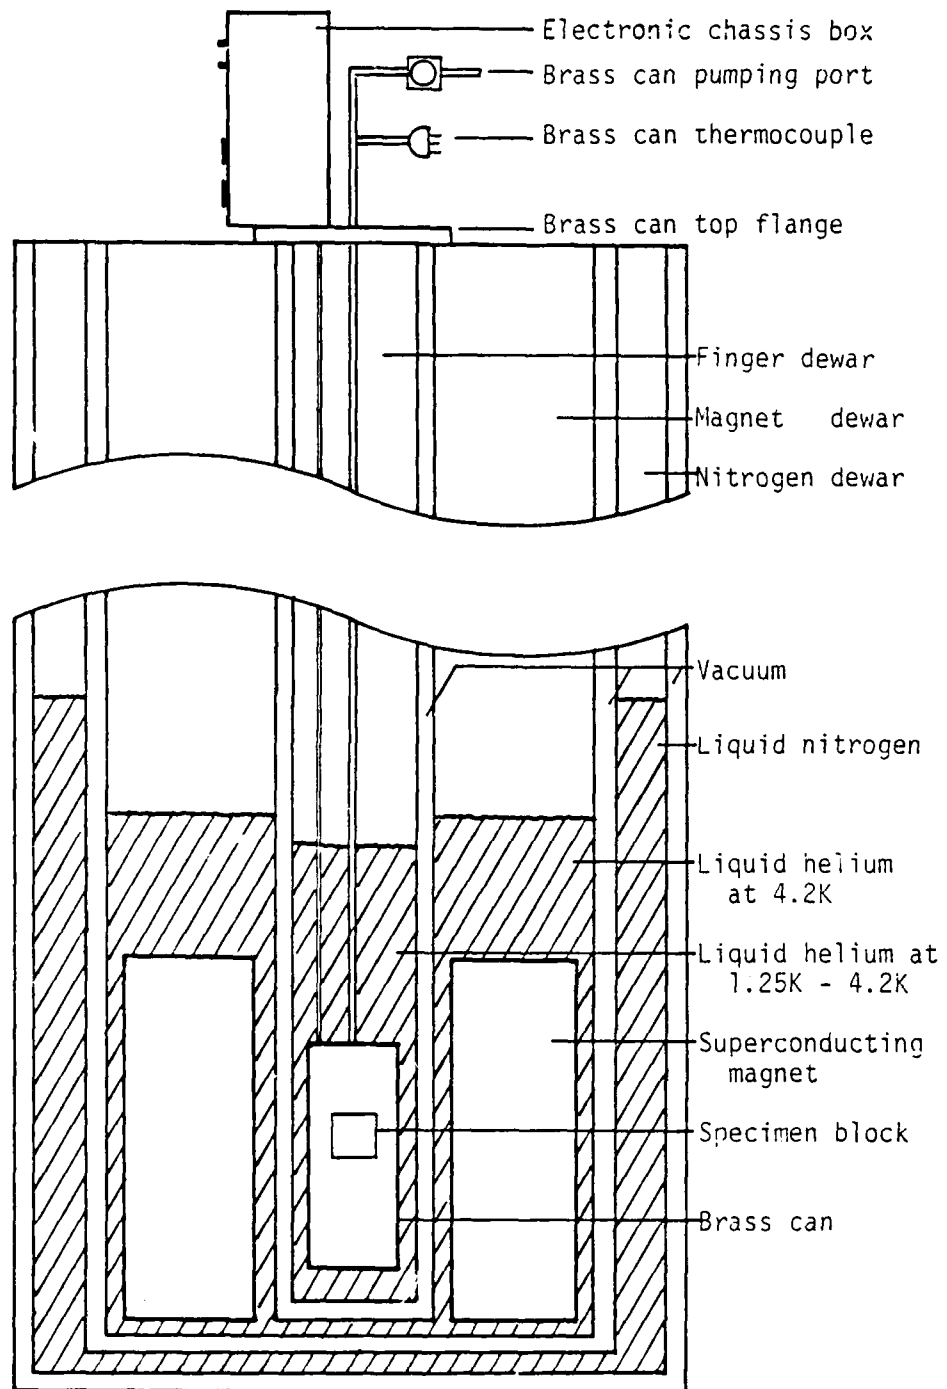 Electronic chassis box
Brass can pumping port
Brass can thermocouple
Brass can top flange
Finger dewar
Magnet dewar
Nitrogen dewar
Vacuum
Liquid nitrogen
Liquid helium
at 4.2K
Liquid helium at
1.25K - 4.2K
Superconducting
magnet
Specimen block
Brass can